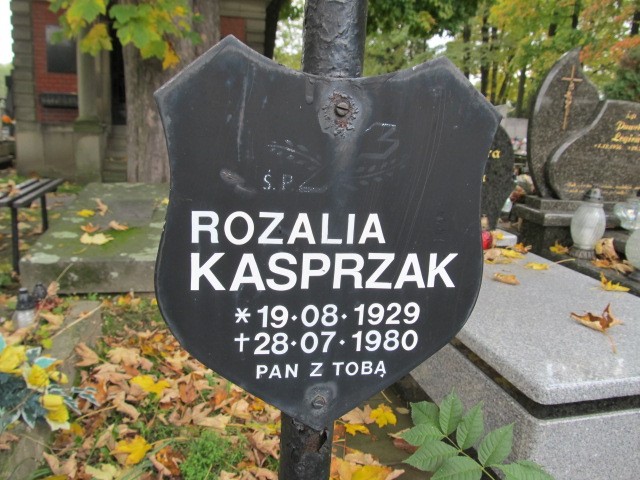 Ś.P.
ROZALIA
KASPRZAK
* 19·08·1929
† 28·07·1980
PAN Z TOBĄ